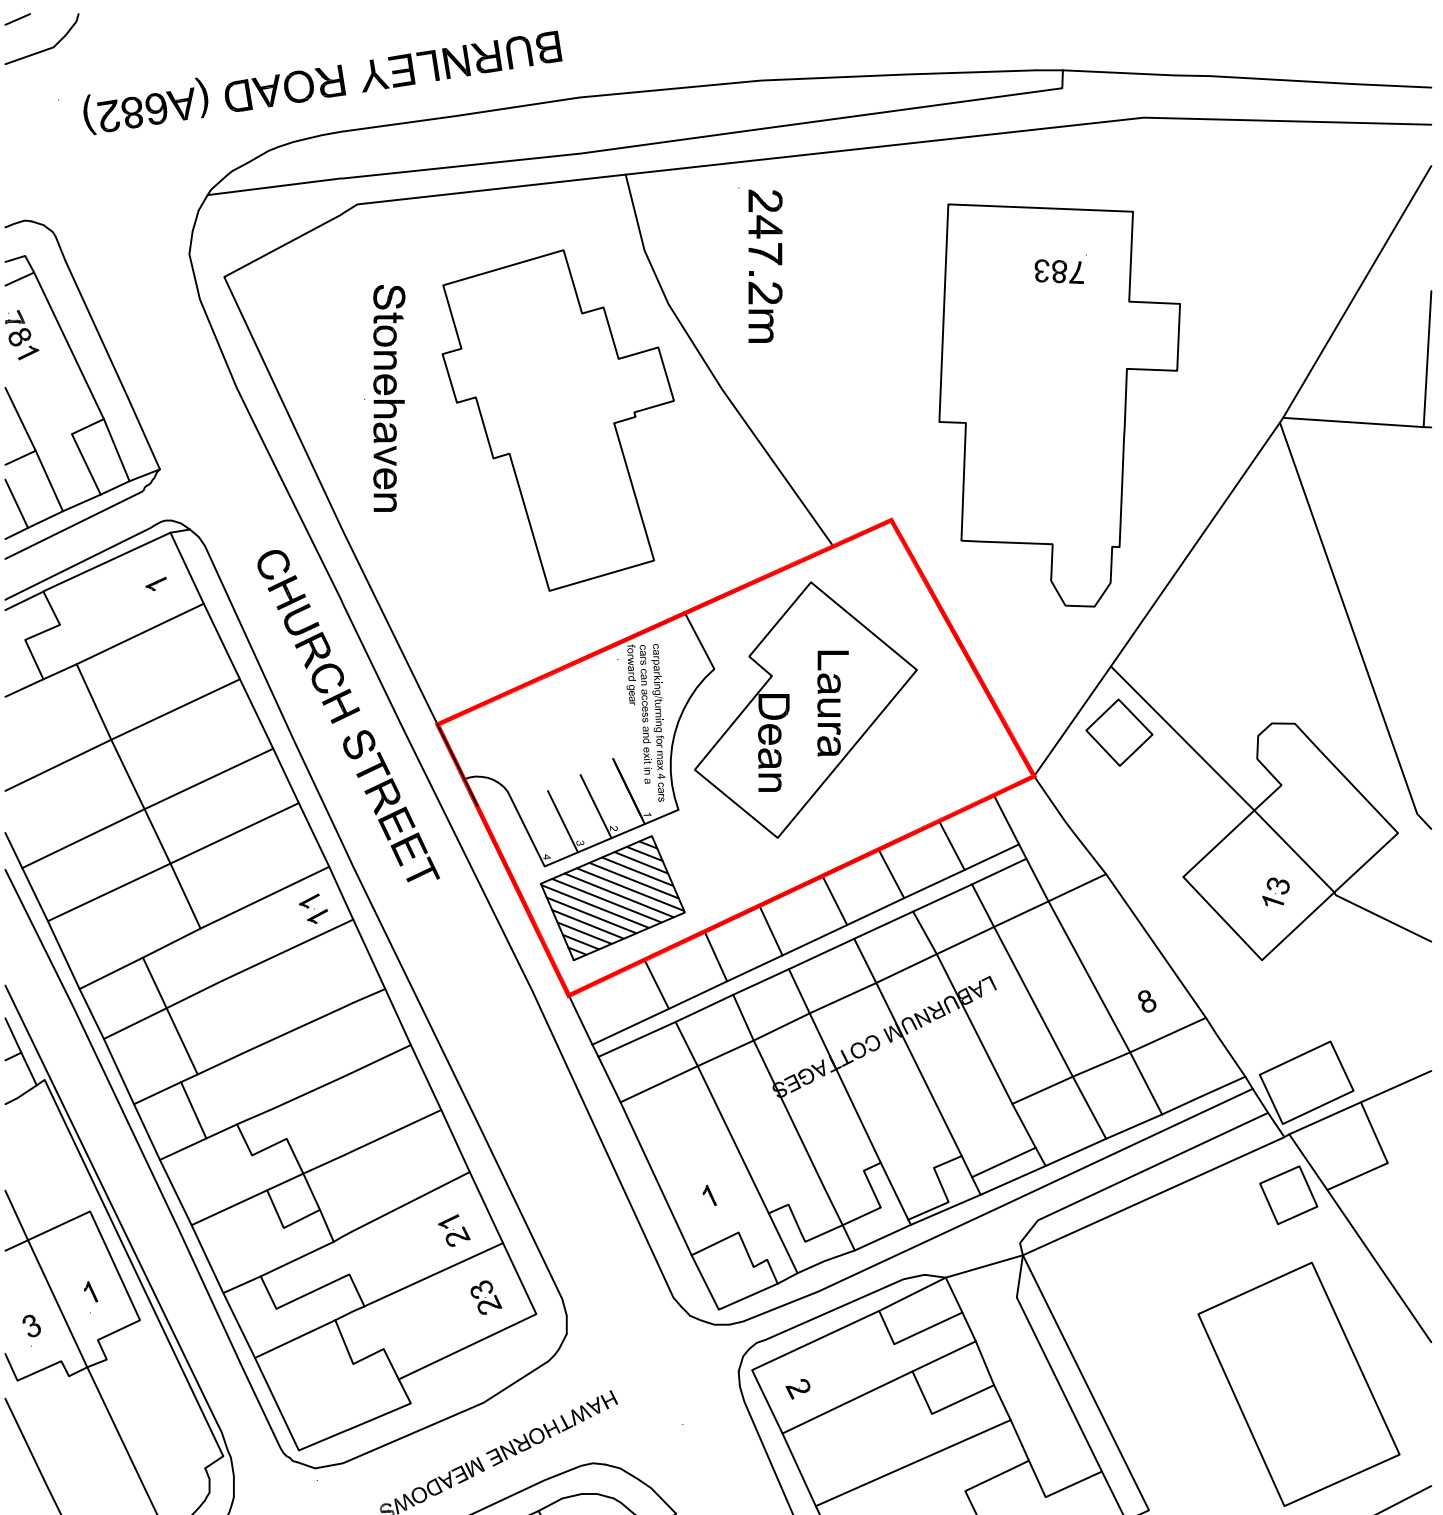 BURNLEY ROAD (A682)
247.2m
783
781
Stonehaven
CHURCH STREET
1
carparking/turning for max 4 cars
cars can access and exit in a
forward gear
Laura
Dean
1
2
3
4
11
13
8
LABURNUM COTTAGES
1
21
23
1
3
2
HAWTHORNE MEADOWS